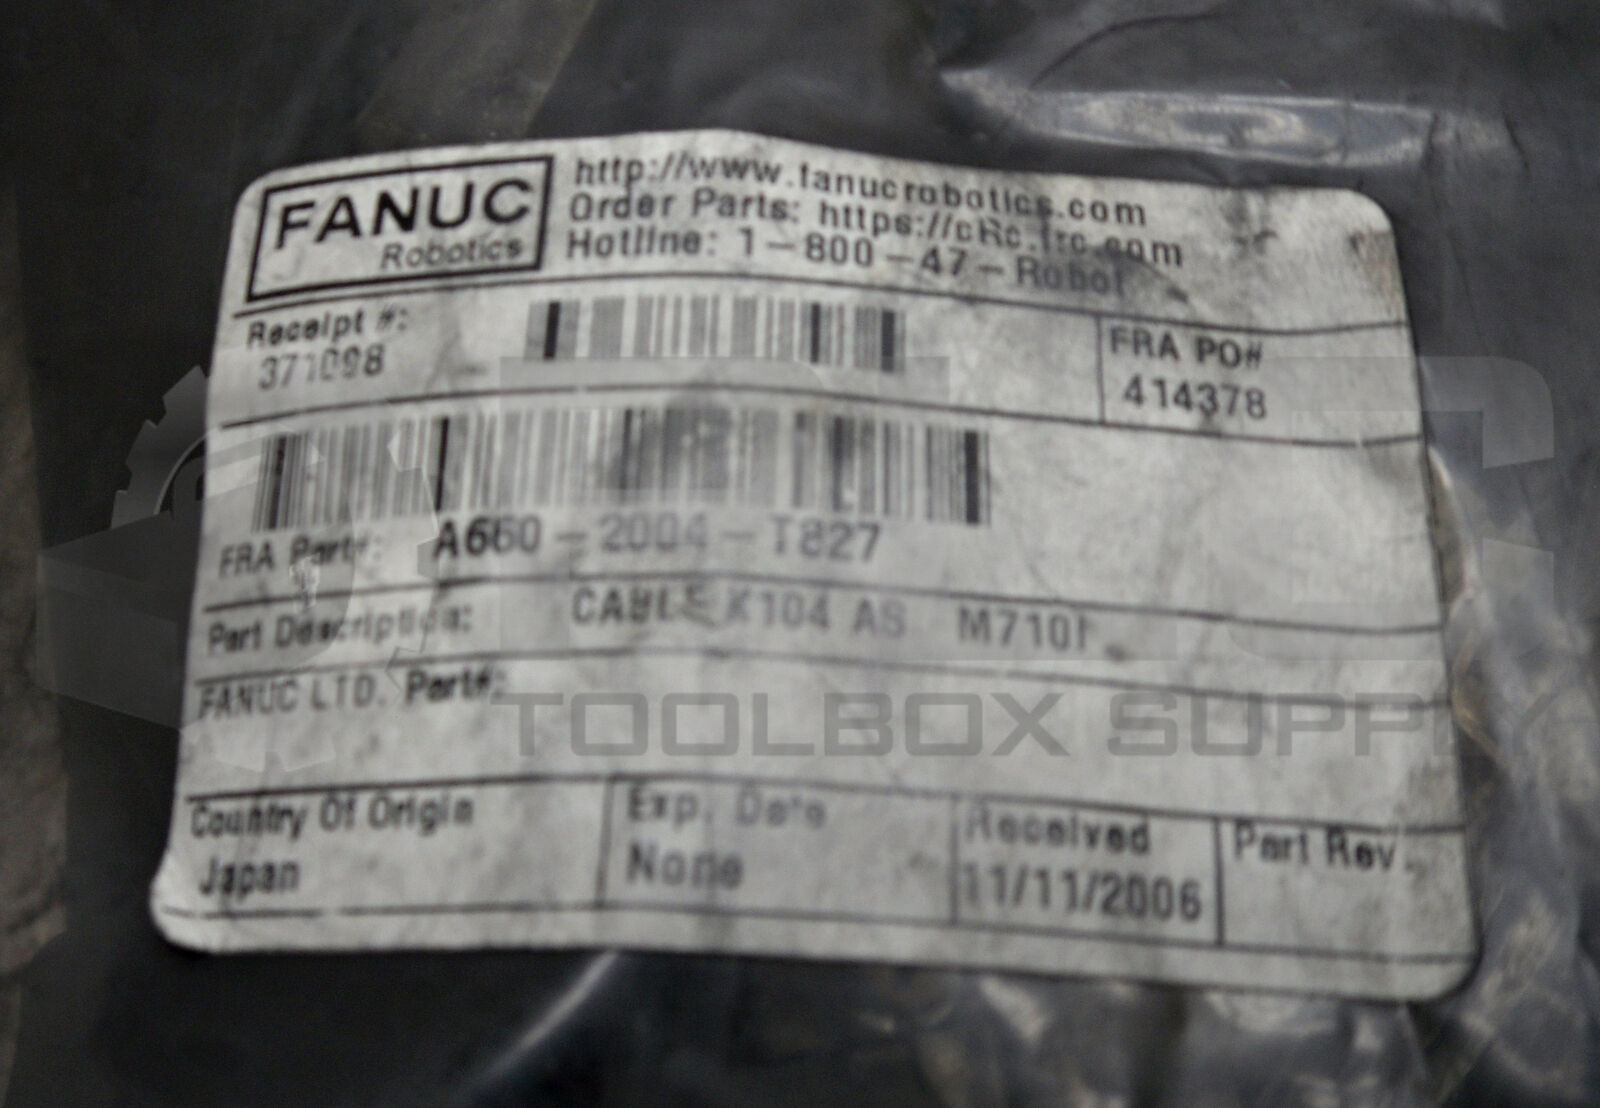 FANUC
Robotics
http://www.fanucrobotics.com
Order Parts: https://cRc.frc.com
Hotline: 1-800-47-Robot
Receipt #:
371098
FRA PO#
414378
FRA Part#: A660-2004-T827
Part Description: CABLE K104 AS M710I
FANUC LTD. Part#:
Country Of Origin
Japan
Exp. Date
None
Received
11/11/2006
Part Rev.
TOOLBOX SUPPLY